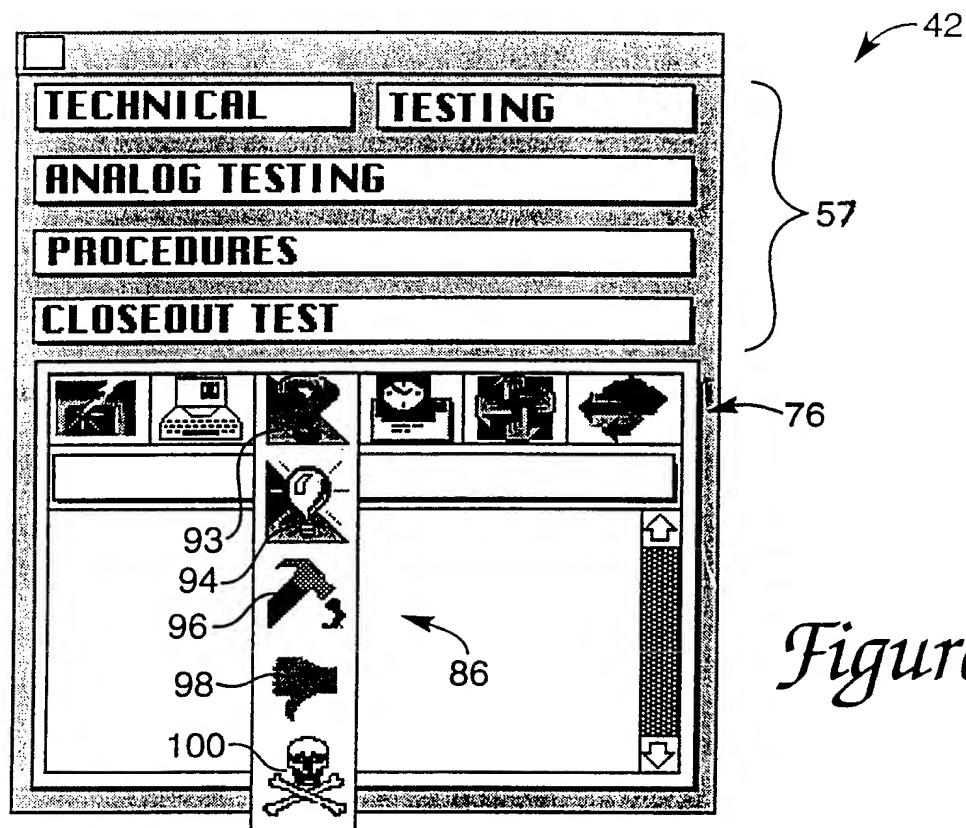 42
TECHNICAL TESTING
ANALOG TESTING
57
PROCEDURES
CLOSEOUT TEST
76
93
94
96
98
86
100